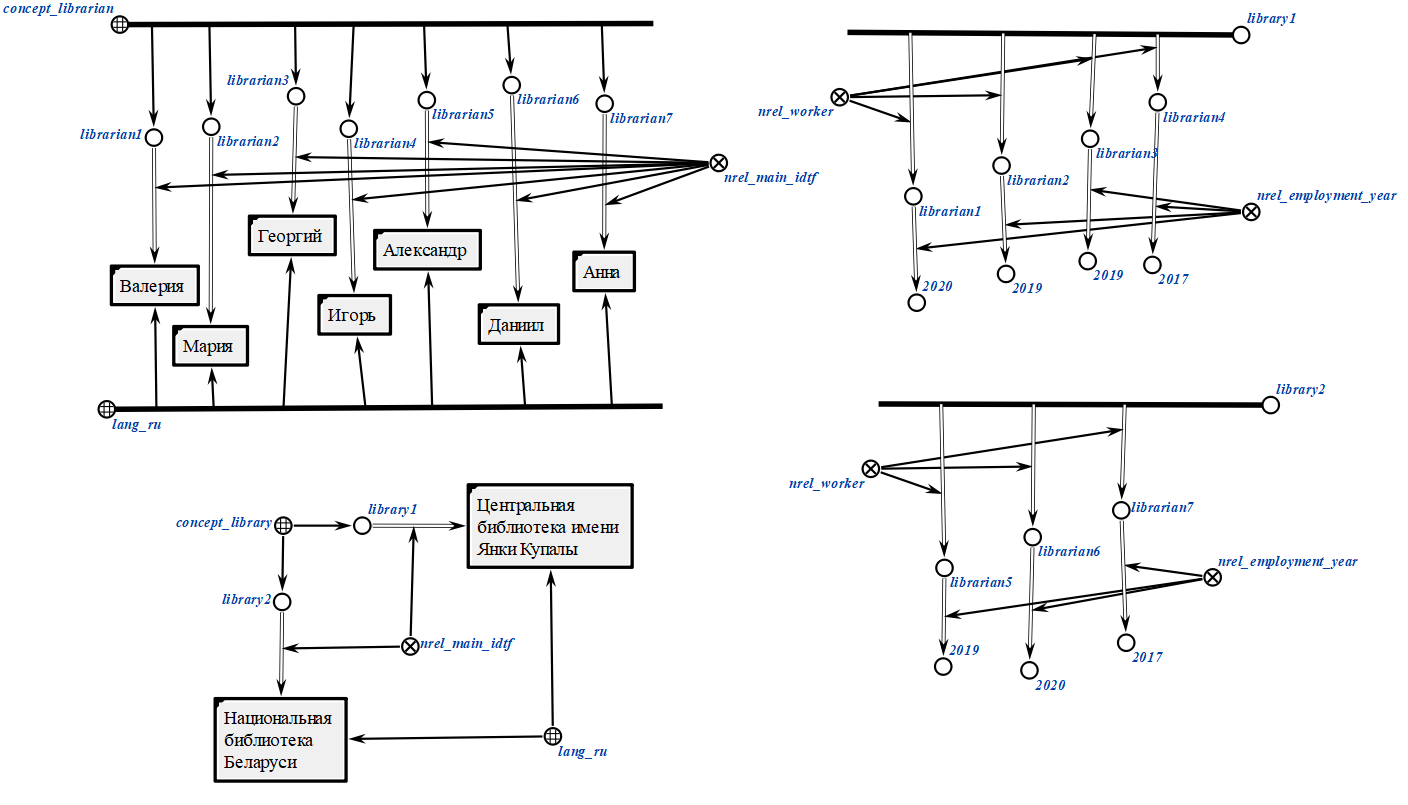 concept_librarian
librarian1
librarian2
librarian3
librarian4
librarian5
librarian6
librarian7
nrel_main_idtf
Валерия
Мария
Георгий
Игорь
Александр
Даниил
Анна
lang_ru
library1
nrel_worker
librarian1
librarian2
librarian3
librarian4
nrel_employment_year
2020
2019
2019
2017
concept_library
library1
library2
Центральная
библиотека имени
Янки Купалы
nrel_main_idtf
Национальная
библиотека
Беларуси
lang_ru
library2
nrel_worker
librarian5
librarian6
librarian7
nrel_employment_year
2019
2020
2017